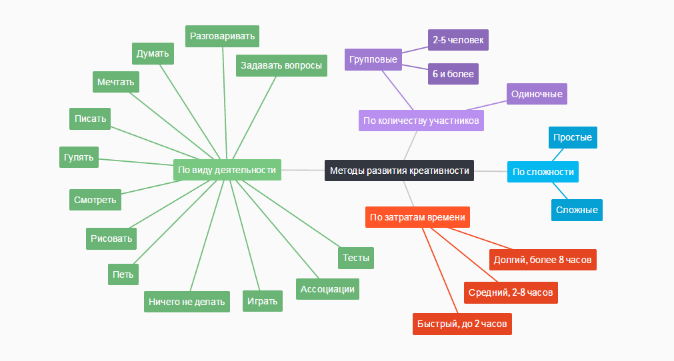 Разговаривать
Думать
Задавать вопросы
Мечтать
Писать
Гулять
По виду деятельности
Смотреть
Рисовать
Петь
Ничего не делать
Играть
Ассоциации
Тесты
Методы развития креативности
2-5 человек
Групповые
6 и более
Одиночные
По количеству участников
Простые
По сложности
Сложные
По затратам времени
Долгий, более 8 часов
Средний, 2-8 часов
Быстрый, до 2 часов